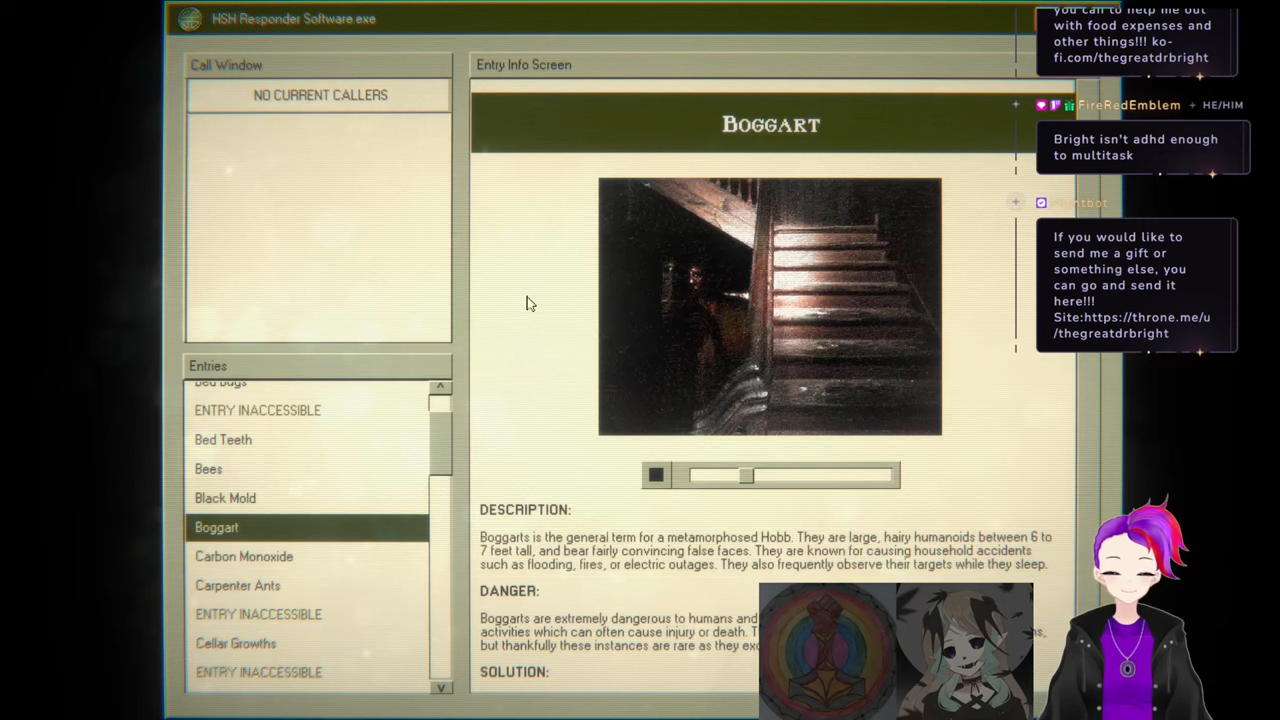 HSH Responder Software.exe
Call Window
NO CURRENT CALLERS
Entries
Bed Bugs
ENTRY INACCESSIBLE
Bed Teeth
Bees
Black Mold
Boggart
Carbon Monoxide
Carpenter Ants
ENTRY INACCESSIBLE
Cellar Growths
ENTRY INACCESSIBLE
Entry Info Screen
Boggart
DESCRIPTION:
Boggarts is the general term for a metamorphosed Hobb. They are large, hairy humanoids between 6 to
7 feet tall, and bear fairly convincing false faces. They are known for causing household accidents
such as flooding, fires, or electric outages. They also frequently observe their targets while they sleep.
DANGER:
Boggarts are extremely dangerous to humans and
activities which can often cause injury or death.
but thankfully these instances are rare as they
SOLUTION:
you can to help me out
with food expenses and
other things!!! ko-
fi.com/thegreatdrbright
FireRedEmblem HE/HIM
Bright isn't adhd enough
to multitask
If you would like to
send me a gift or
something else, you
can go and send it
here!!!
Site:https://throne.me/u
/thegreatdrbright